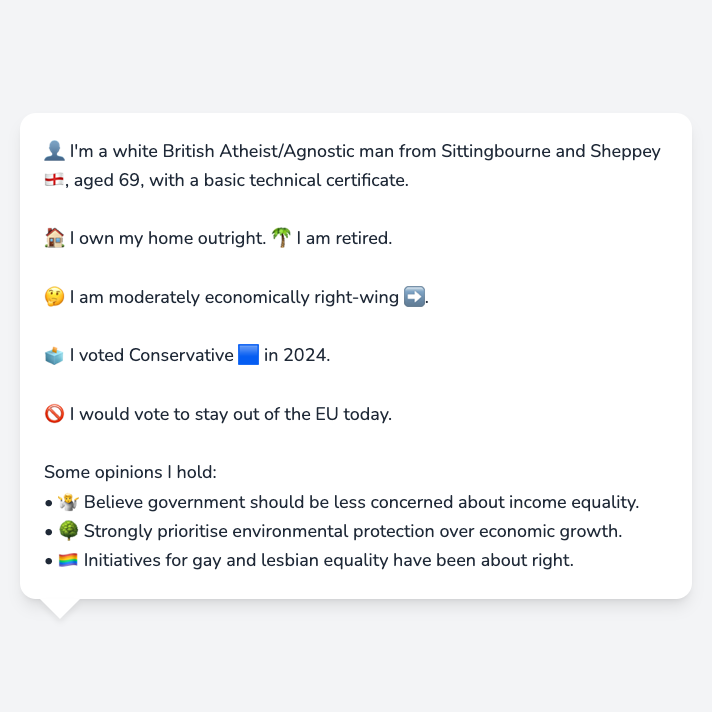 👤 I'm a white British Atheist/Agnostic man from Sittingbourne and Sheppey
🏴󠁧󠁢󠁥󠁮󠁧󠁿, aged 69, with a basic technical certificate.
🏠 I own my home outright. 🌴 I am retired.
🤔 I am moderately economically right-wing ➡️.
🗳️ I voted Conservative 🟦 in 2024.
🚫 I would vote to stay out of the EU today.
Some opinions I hold:
• 🤷 Believe government should be less concerned about income equality.
• 🌳 Strongly prioritise environmental protection over economic growth.
• 🏳️‍🌈 Initiatives for gay and lesbian equality have been about right.